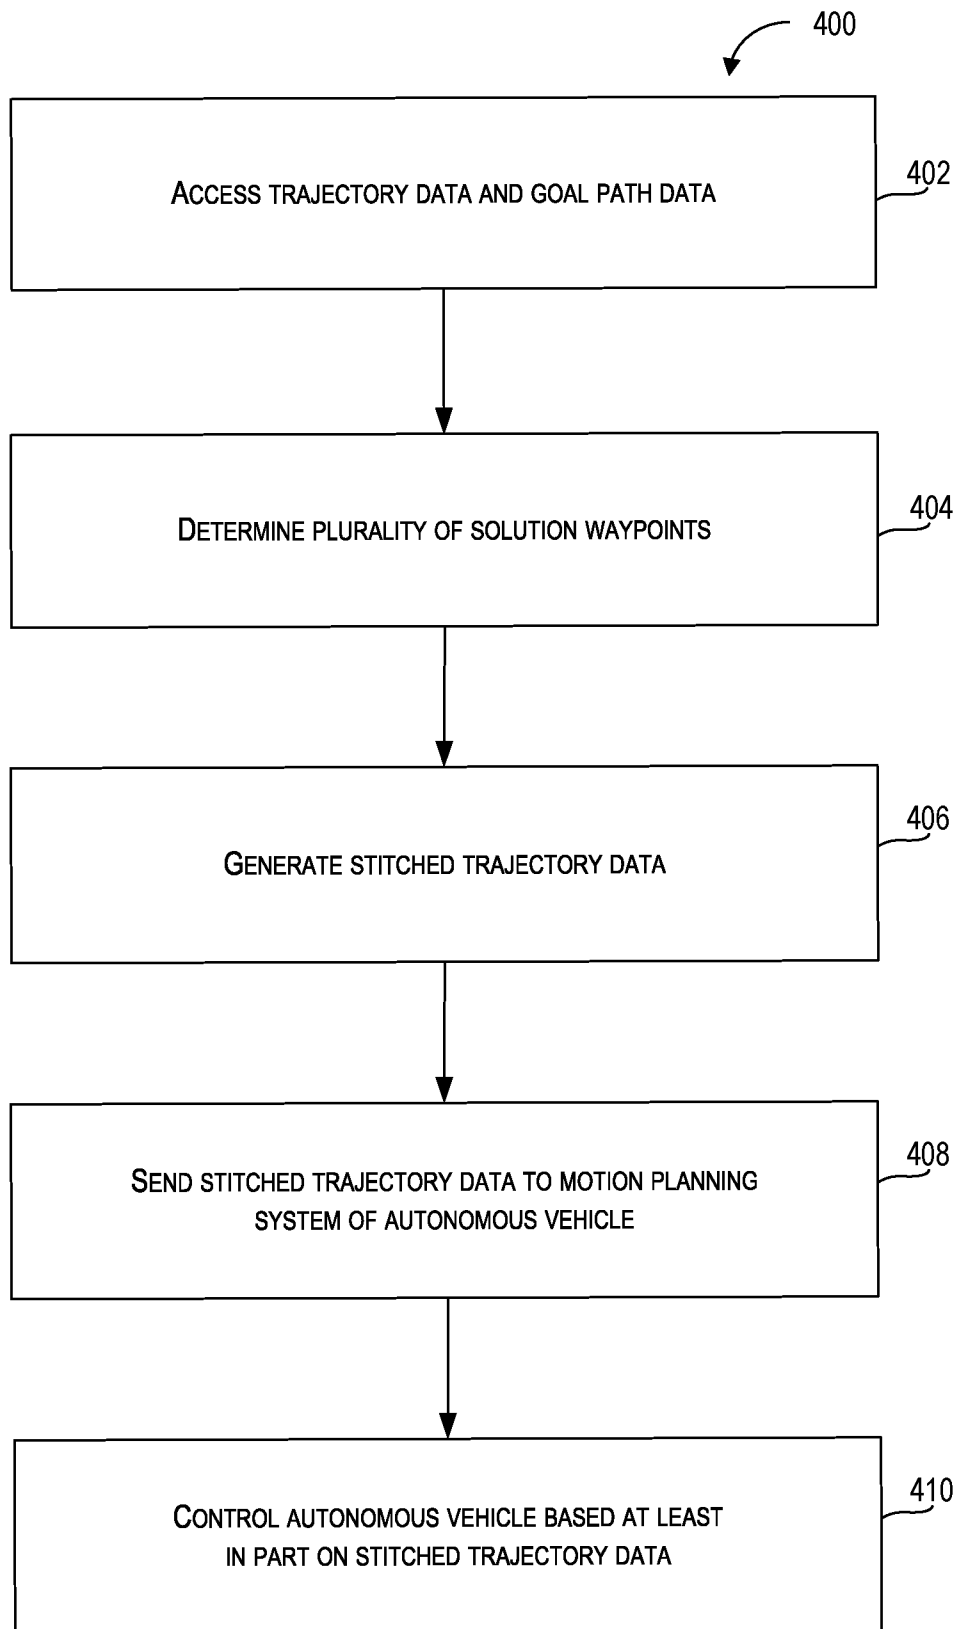 400
ACCESS TRAJECTORY DATA AND GOAL PATH DATA
402
DETERMINE PLURALITY OF SOLUTION WAYPOINTS
404
GENERATE STITCHED TRAJECTORY DATA
406
SEND STITCHED TRAJECTORY DATA TO MOTION PLANNING
SYSTEM OF AUTONOMOUS VEHICLE
408
CONTROL AUTONOMOUS VEHICLE BASED AT LEAST
IN PART ON STITCHED TRAJECTORY DATA
410